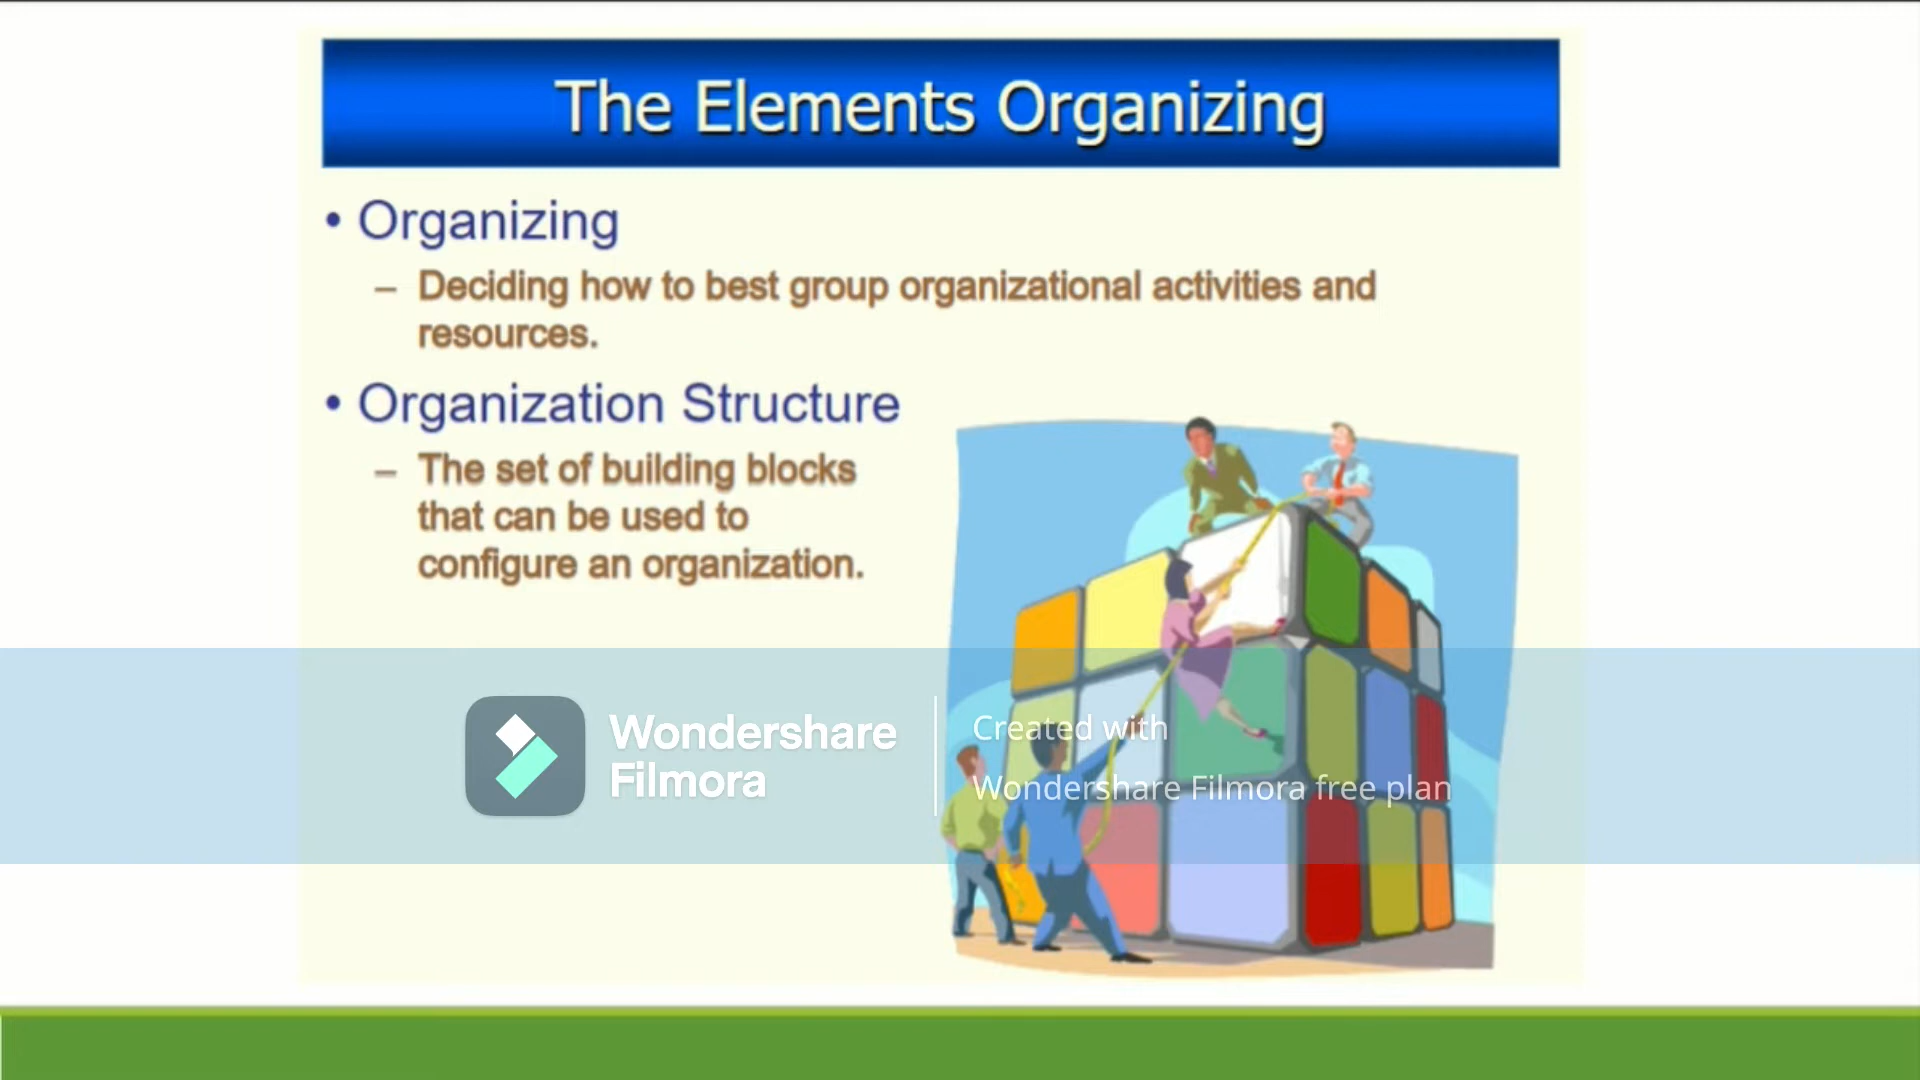 The Elements Organizing
• Organizing
– Deciding how to best group organizational activities and
resources.
• Organization Structure
– The set of building blocks
that can be used to
configure an organization.
Wondershare
Filmora
Created with
Wondershare Filmora free plan